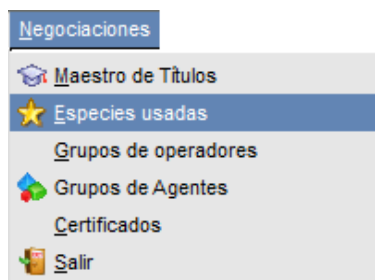 Negociaciones
Maestro de Títulos
Especies usadas
Grupos de operadores
Grupos de Agentes
Certificados
Salir